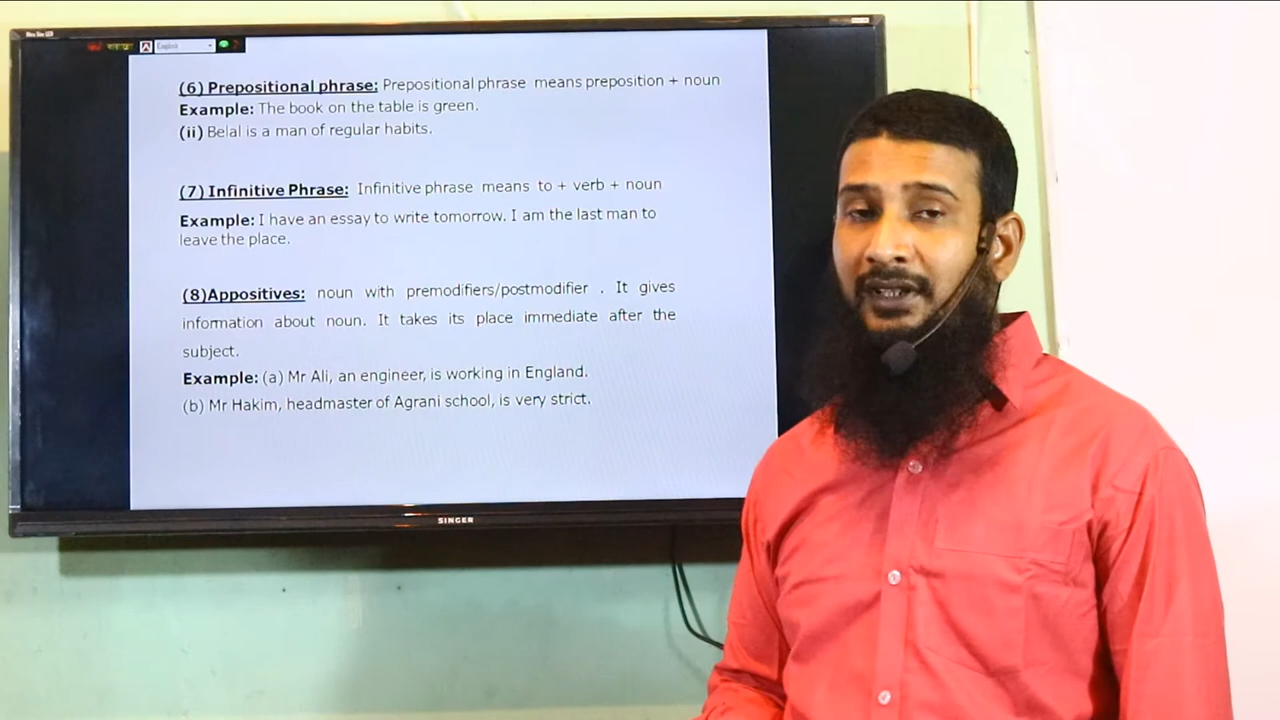 English
(6) Prepositional phrase: Prepositional phrase means preposition + noun
Example: The book on the table is green.
(ii) Belal is a man of regular habits.
(7) Infinitive Phrase: Infinitive phrase means to + verb + noun
Example: I have an essay to write tomorrow. I am the last man to
leave the place.
(8)Appositives: noun with premodifiers/postmodifier . It gives
information about noun. It takes its place immediate after the
subject.
Example: (a) Mr Ali, an engineer, is working in England.
(b) Mr Hakim, headmaster of Agrani school, is very strict.
SINGER